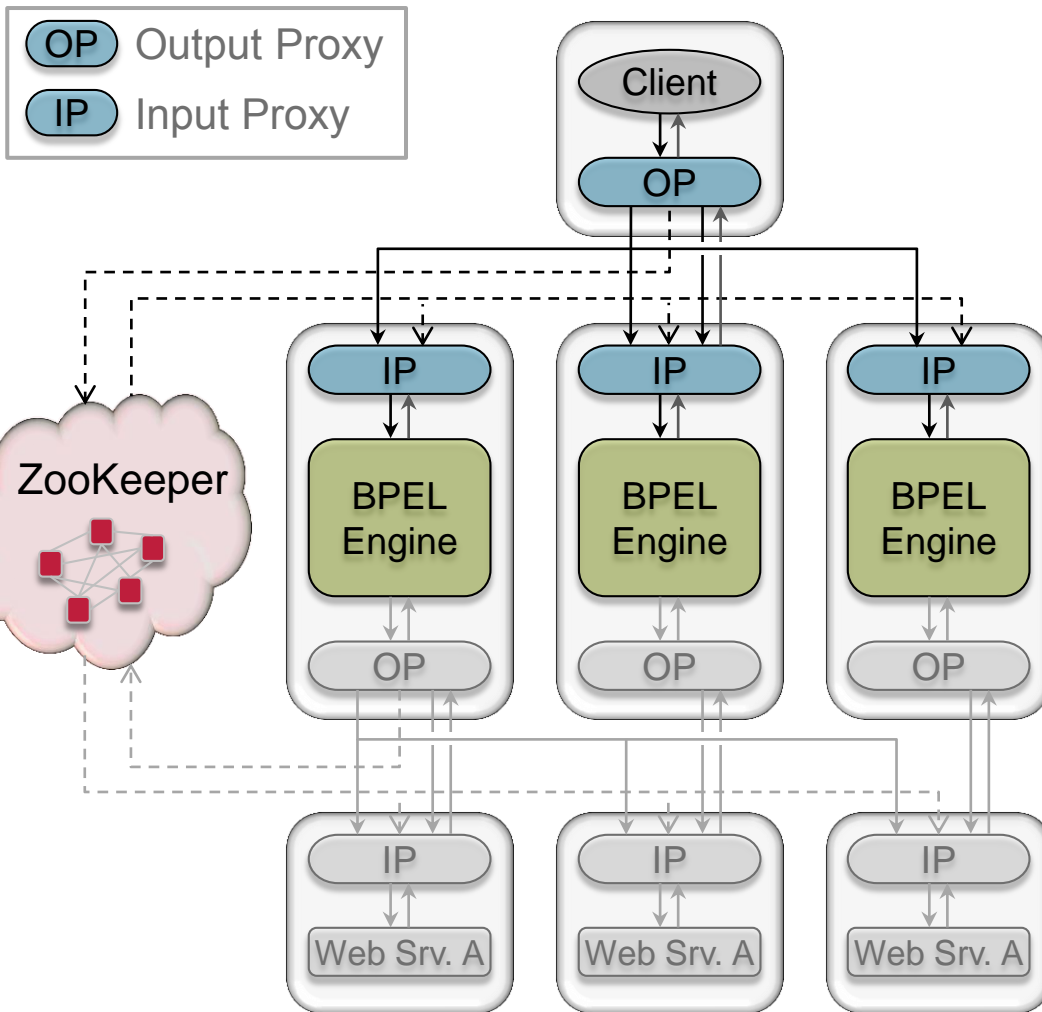 OP Output Proxy
IP Input Proxy
Client
OP
IP IP IP
ZooKeeper
BPEL Engine
BPEL Engine
BPEL Engine
OP OP OP
IP IP IP
Web Srv. A Web Srv. A Web Srv. A